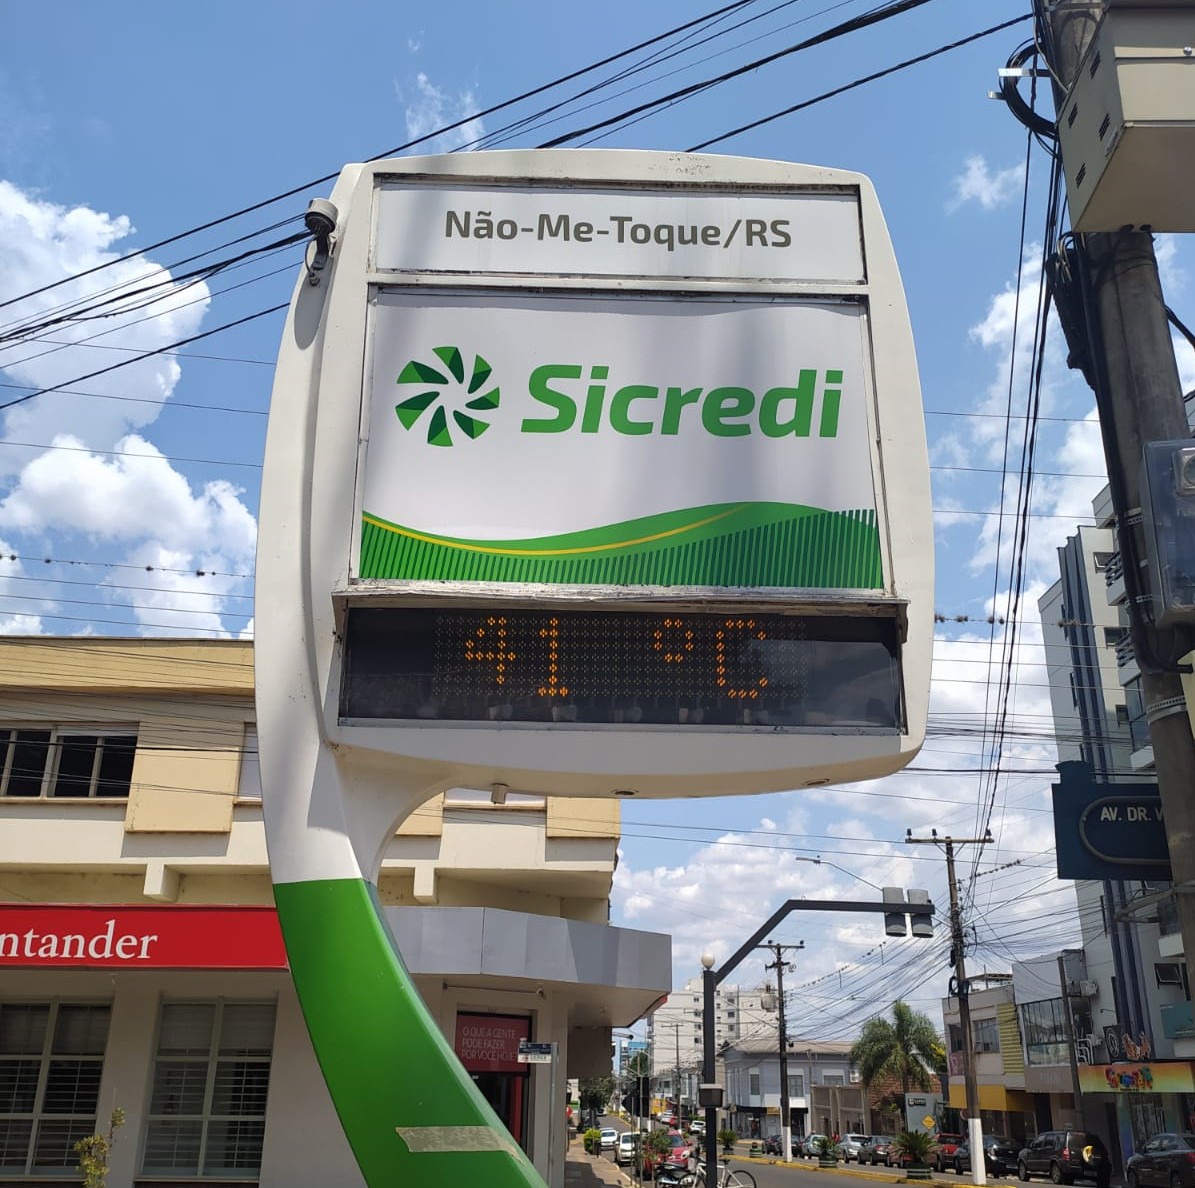 Não-Me-Toque/RS
Sicredi
41 °C
AV. DR.
ntander
O QUE A GENTE
PODE FAZER
POR VOCÊ HOJE